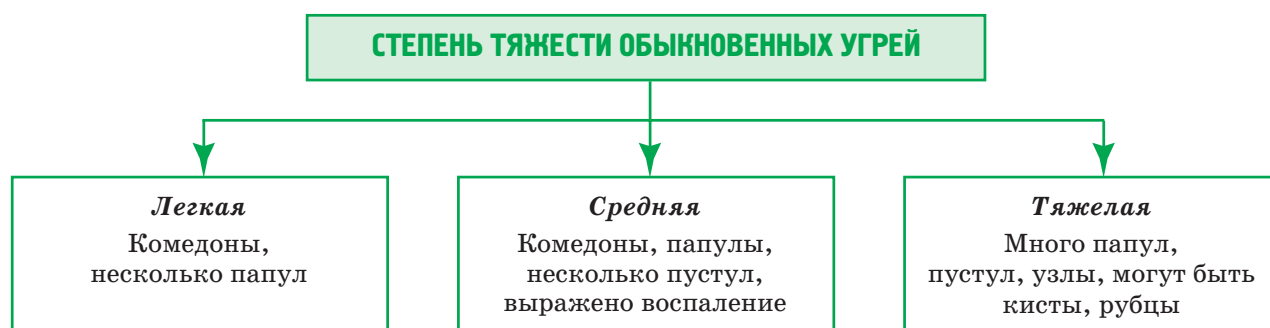 СТЕПЕНЬ ТЯЖЕСТИ ОБЫКНОВЕННЫХ УГРЕЙ
Легкая
Комедоны,
несколько папул
Средняя
Комедоны, папулы,
несколько пустул,
выражено воспаление
Тяжелая
Много папул,
пустул, узлы, могут быть
кисты, рубцы